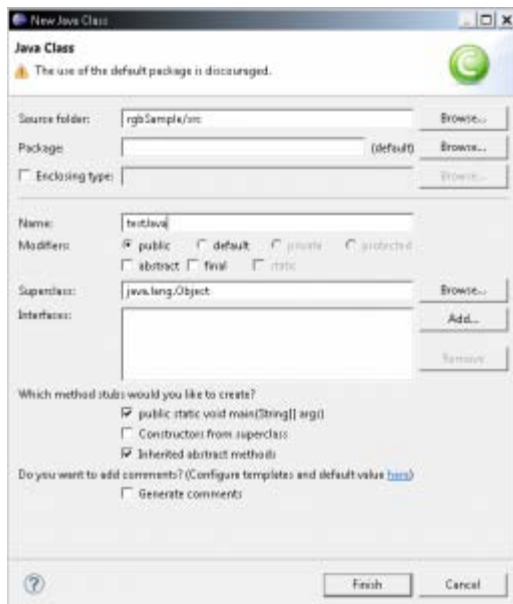 New Java Class
Java Class
The use of the default package is discouraged.
Source folder: rgbSample/src Browse...
Package: (default) Browse...
Enclosing type: Browse...
Name: testJava
Modifiers: public default private protected
abstract final static
Superclass: java.lang.Object Browse...
Interfaces: Add...
Remove
Which method stubs would you like to create?
public static void main(String[] args)
Constructors from superclass
Inherited abstract methods
Do you want to add comments? (Configure templates and default value here)
Generate comments
? Finish Cancel